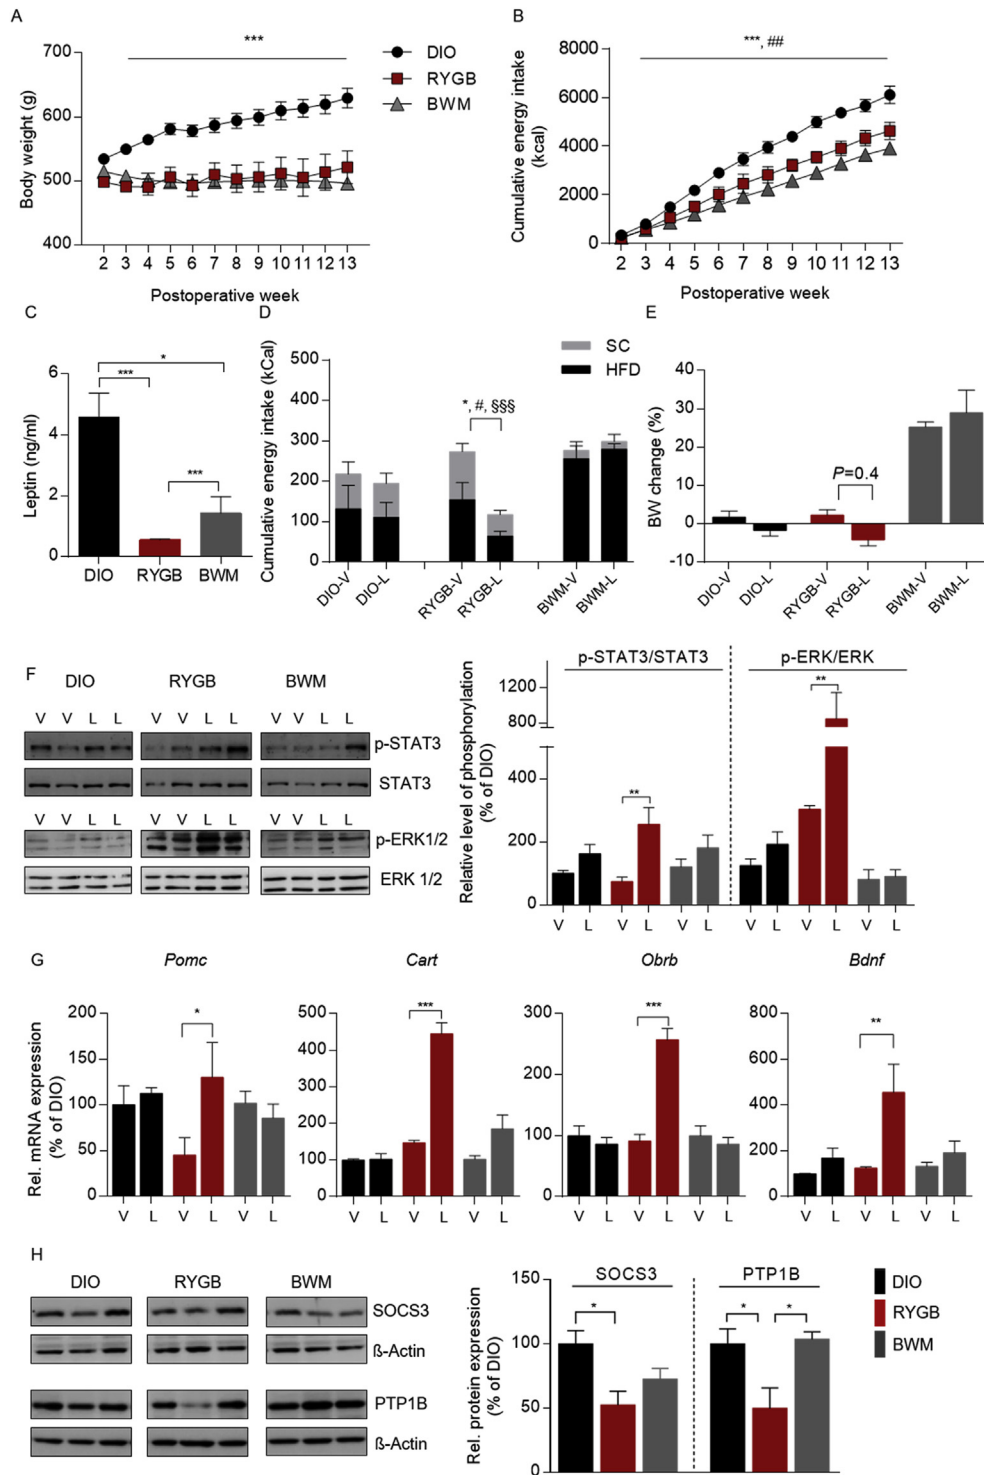 A
***
700
600
500
400
Body weight (g)
2 3 4 5 6 7 8 9 10 11 12 13
Postoperative week
DIO
RYGB
BWM
B
***, ##
8000
6000
4000
2000
0
Cumulative energy intake
(kcal)
2 3 4 5 6 7 8 9 10 11 12 13
Postoperative week
C
*
***
***
6
4
2
0
Leptin (ng/ml)
DIO RYGB BWM
D
SC
HFD
*, #, §§§
500
400
300
200
100
0
Cumulative energy intake (kCal)
DIO-V DIO-L RYGB-V RYGB-L BWM-V BWM-L
E
40
30
20
10
0
-10
BW change (%)
P=0.4
DIO-V DIO-L RYGB-V RYGB-L BWM-V BWM-L
F
DIO RYGB BWM
V V L L V V L L V V L L
p-STAT3
STAT3
V V L L V V L L V V L L
p-ERK1/2
ERK 1/2
p-STAT3/STAT3 p-ERK/ERK
1200
800
400
200
0
Relative level of phosphorylation
(% of DIO)
**
**
V L V L V L V L V L V L
G
Pomc
200
150
100
50
0
Rel. mRNA expression
(% of DIO)
*
V L V L V L
Cart
500
400
300
200
100
0
***
V L V L V L
Obrb
300
200
100
0
***
V L V L V L
Bdnf
800
600
400
200
0
**
V L V L V L
H
DIO RYGB BWM
SOCS3
ß-Actin
PTP1B
ß-Actin
150
100
50
0
Rel. protein expression
(% of DIO)
SOCS3 PTP1B
* * *
DIO
RYGB
BWM